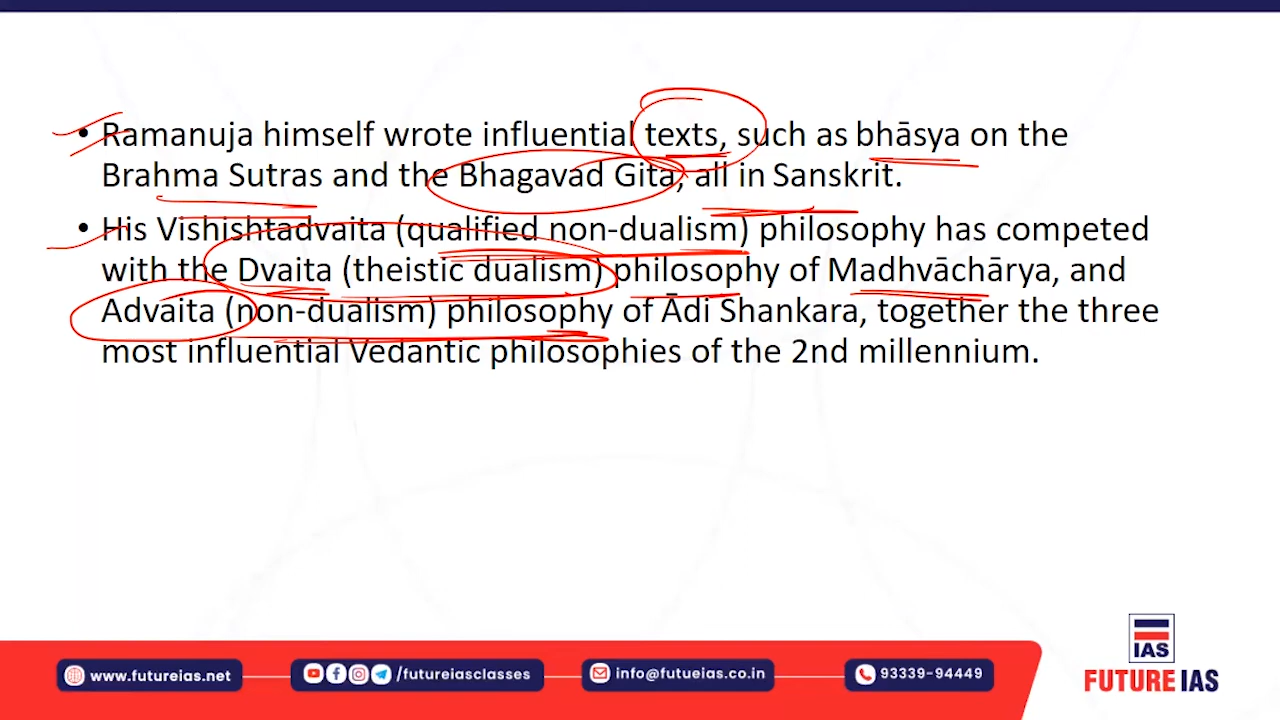 • Ramanuja himself wrote influential texts, such as bhāsya on the
Brahma Sutras and the Bhagavad Gita, all in Sanskrit.
• His Vishishtadvaita (qualified non-dualism) philosophy has competed
with the Dvaita (theistic dualism) philosophy of Madhvāchārya, and
Advaita (non-dualism) philosophy of Ādi Shankara, together the three
most influential Vedantic philosophies of the 2nd millennium.
www.futureias.net
/futureiasclasses
info@futueias.co.in
93339-94449
IAS
FUTURE IAS